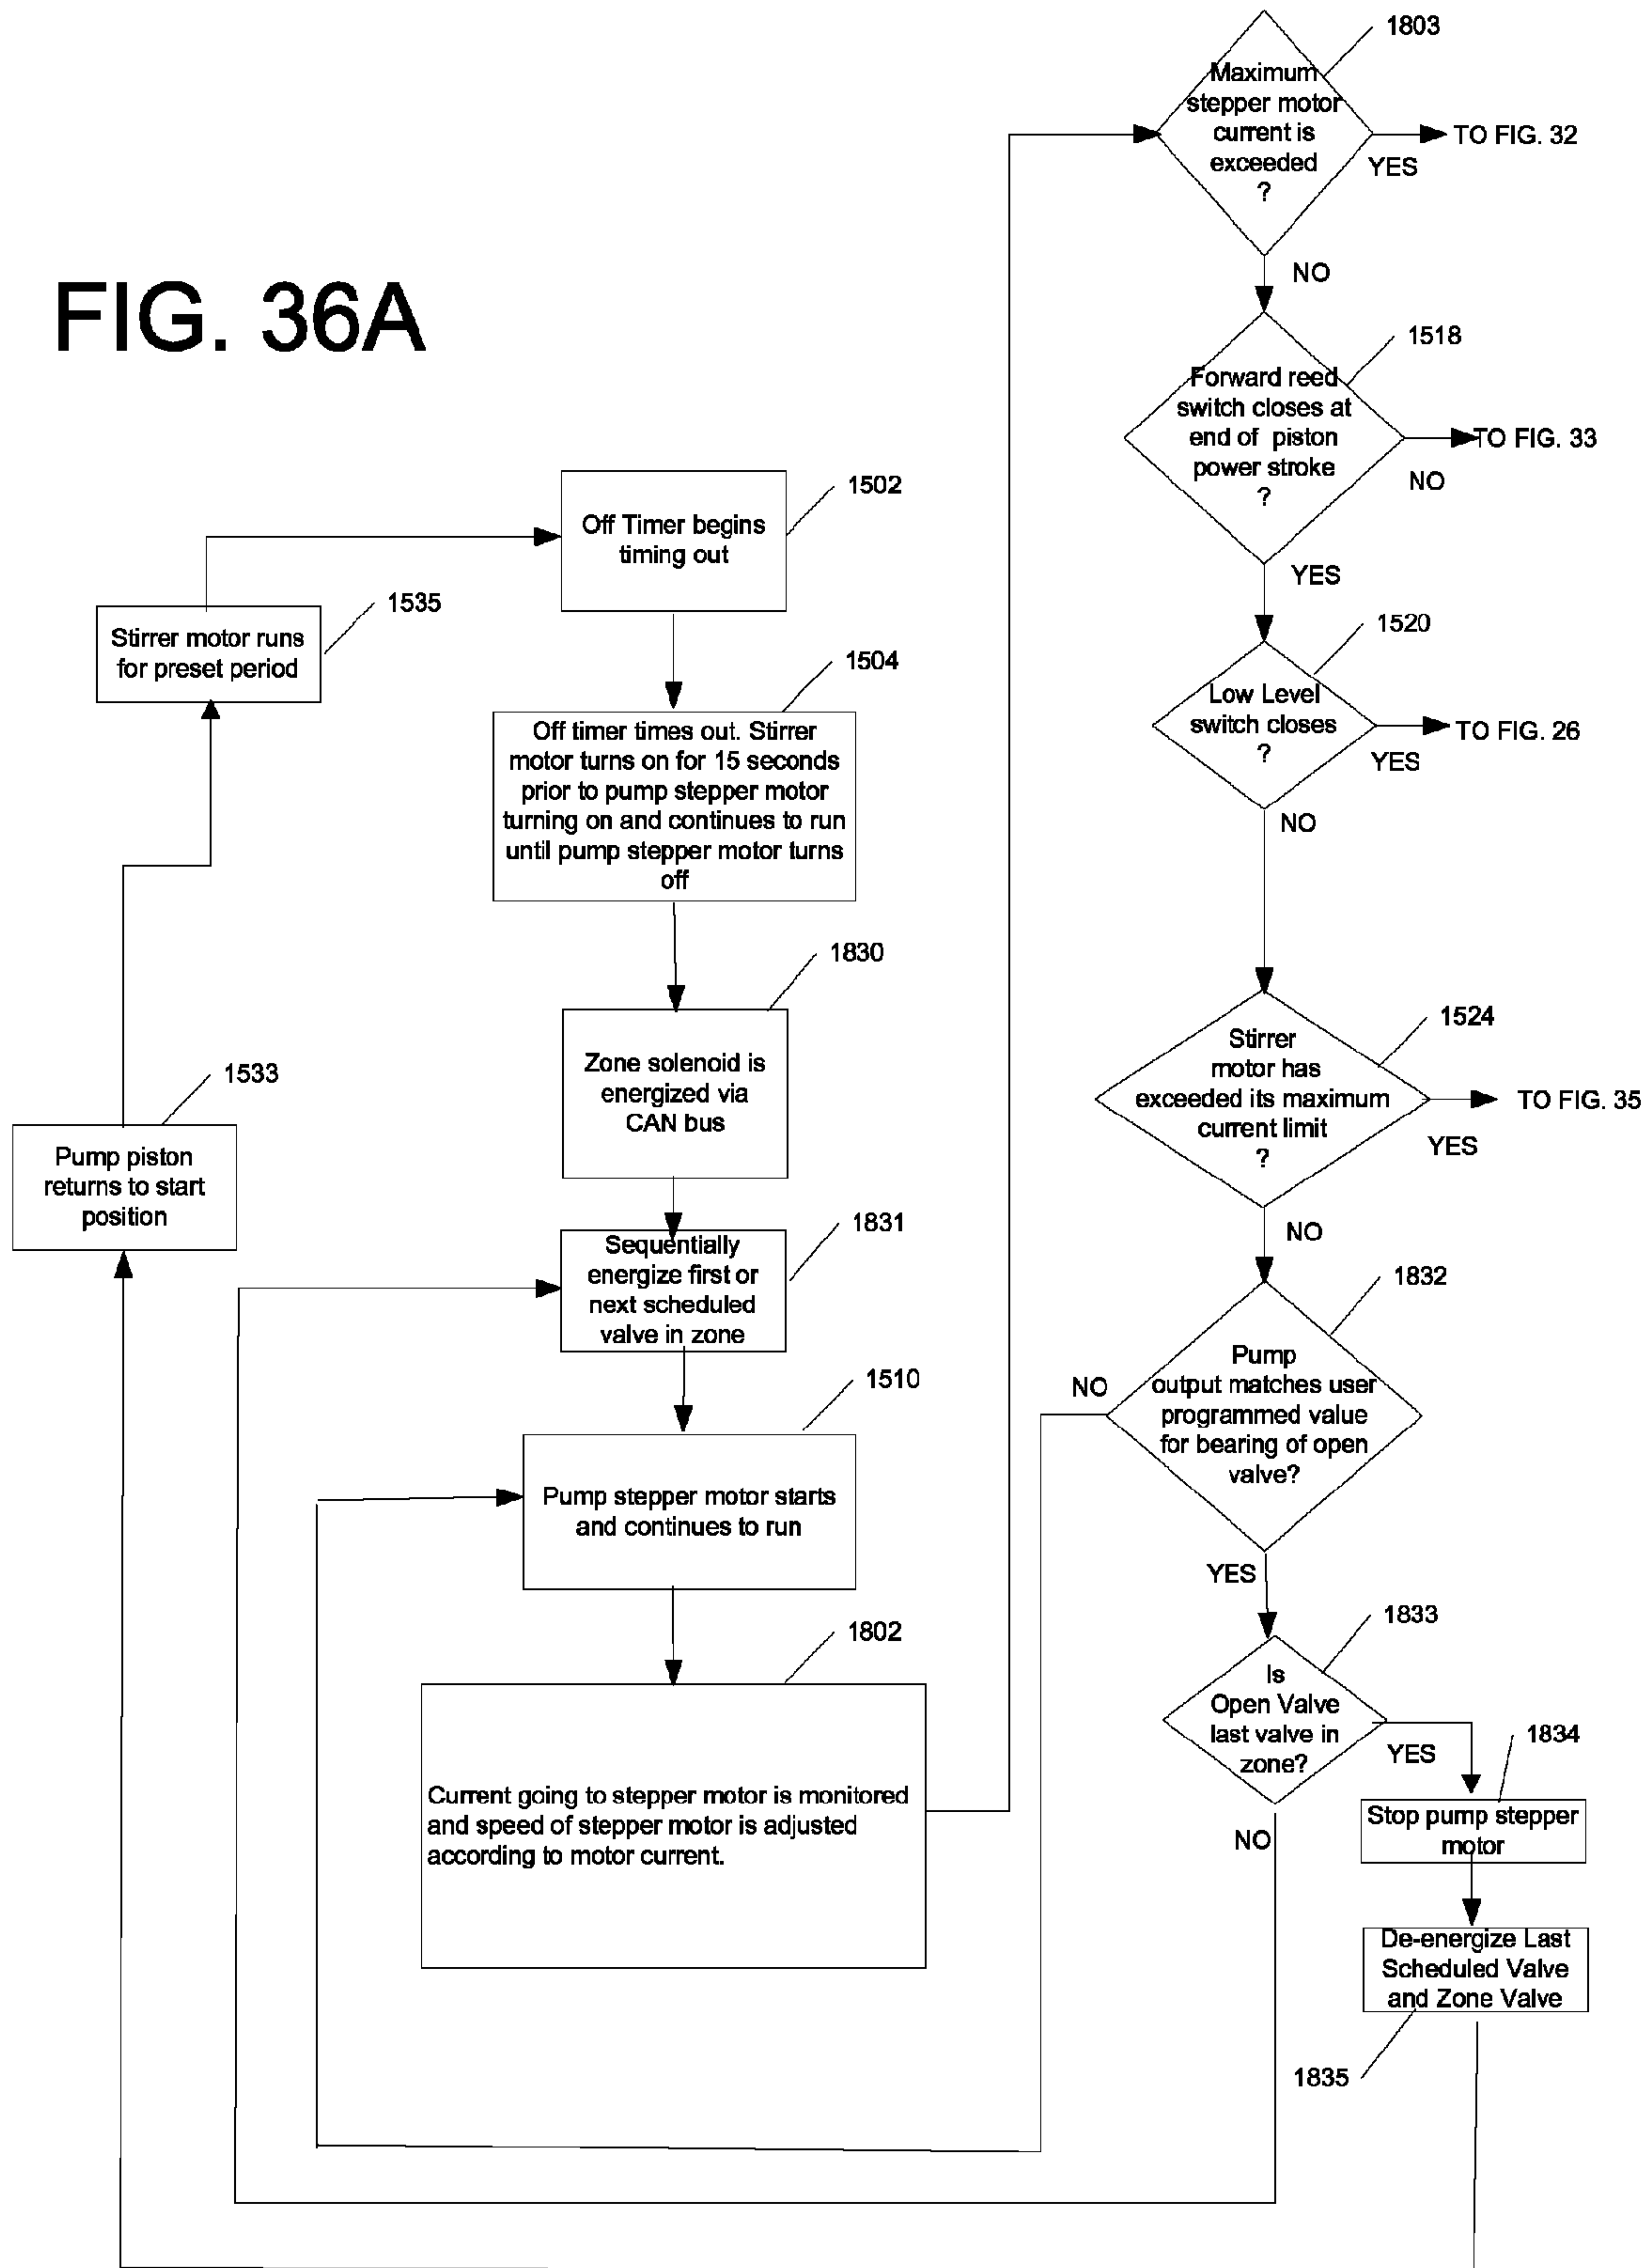 FIG. 36A
1502
Off Timer begins
timing out
1535
Stirrer motor runs
for preset period
1504
Off timer times out. Stirrer
motor turns on for 15 seconds
prior to pump stepper motor
turning on and continues to run
until pump stepper motor turns
off
1830
Zone solenoid is
energized via
CAN bus
1533
Pump piston
returns to start
position
1831
Sequentially
energize first or
next scheduled
valve in zone
1510
Pump stepper motor starts
and continues to run
1802
Current going to stepper motor is monitored
and speed of stepper motor is adjusted
according to motor current.
1803
Maximum
stepper motor
current is
exceeded
?
TO FIG. 32
YES
NO
1518
Forward reed
switch closes at
end of piston
power stroke
?
TO FIG. 33
NO
YES
1520
Low Level
switch closes
?
TO FIG. 26
YES
NO
1524
Stirrer
motor has
exceeded its maximum
current limit
?
TO FIG. 35
YES
NO
1832
Pump
output matches user
programmed value
for bearing of open
valve?
NO
YES
1833
Is
Open Valve
last valve in
zone?
YES
NO
1834
Stop pump stepper
motor
De-energize Last
Scheduled Valve
and Zone Valve
1835